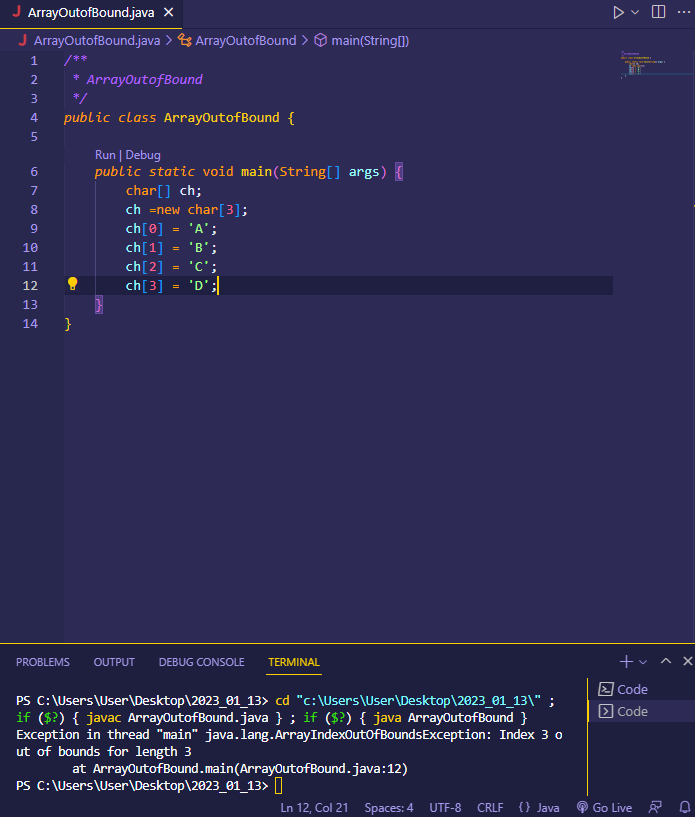 J ArrayOutofBound.java ×
J ArrayOutofBound.java > ArrayOutofBound > main(String[])
1 /**
2 * ArrayOutofBound
3 */
4 public class ArrayOutofBound {
5
Run | Debug
6 public static void main(String[] args) {
7 char[] ch;
8 ch =new char[3];
9 ch[0] = 'A';
10 ch[1] = 'B';
11 ch[2] = 'C';
12 ch[3] = 'D';
13 }
14 }
PROBLEMS OUTPUT DEBUG CONSOLE TERMINAL
Code
Code
PS C:\Users\User\Desktop\2023_01_13> cd "c:\Users\User\Desktop\2023_01_13\" ;
if ($?) { javac ArrayOutofBound.java } ; if ($?) { java ArrayOutofBound }
Exception in thread "main" java.lang.ArrayIndexOutOfBoundsException: Index 3 o
ut of bounds for length 3
at ArrayOutofBound.main(ArrayOutofBound.java:12)
PS C:\Users\User\Desktop\2023_01_13>
Ln 12, Col 21 Spaces: 4 UTF-8 CRLF {} Java Go Live